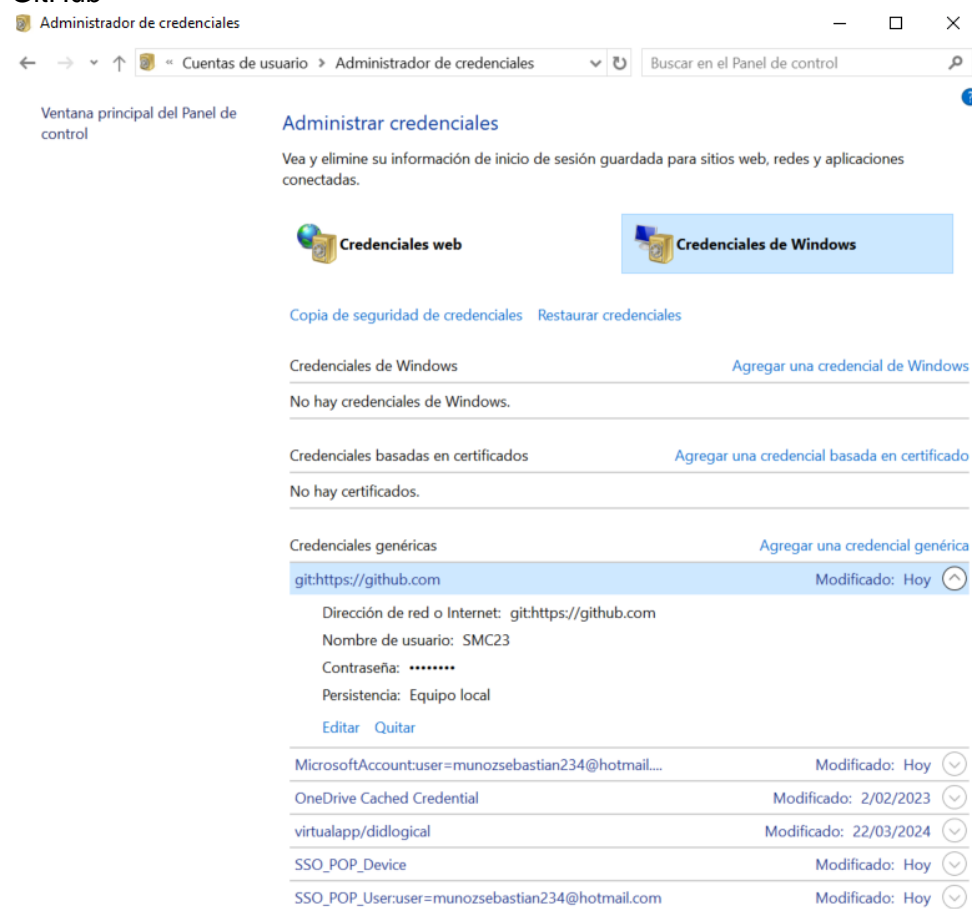 GitHub
Administrador de credenciales
« Cuentas de usuario > Administrador de credenciales
Buscar en el Panel de control
Ventana principal del Panel de
control
Administrar credenciales
Vea y elimine su información de inicio de sesión guardada para sitios web, redes y aplicaciones
conectadas.
Credenciales web
Credenciales de Windows
Copia de seguridad de credenciales Restaurar credenciales
Credenciales de Windows Agregar una credencial de Windows
No hay credenciales de Windows.
Credenciales basadas en certificados Agregar una credencial basada en certificado
No hay certificados.
Credenciales genéricas Agregar una credencial genérica
git:https://github.com Modificado: Hoy
Dirección de red o Internet: git:https://github.com
Nombre de usuario: SMC23
Contraseña: ••••••••
Persistencia: Equipo local
Editar Quitar
MicrosoftAccount:user=munozsebastian234@hotmail.... Modificado: Hoy
OneDrive Cached Credential Modificado: 2/02/2023
virtualapp/didlogical Modificado: 22/03/2024
SSO_POP_Device Modificado: Hoy
SSO_POP_User:user=munozsebastian234@hotmail.com Modificado: Hoy